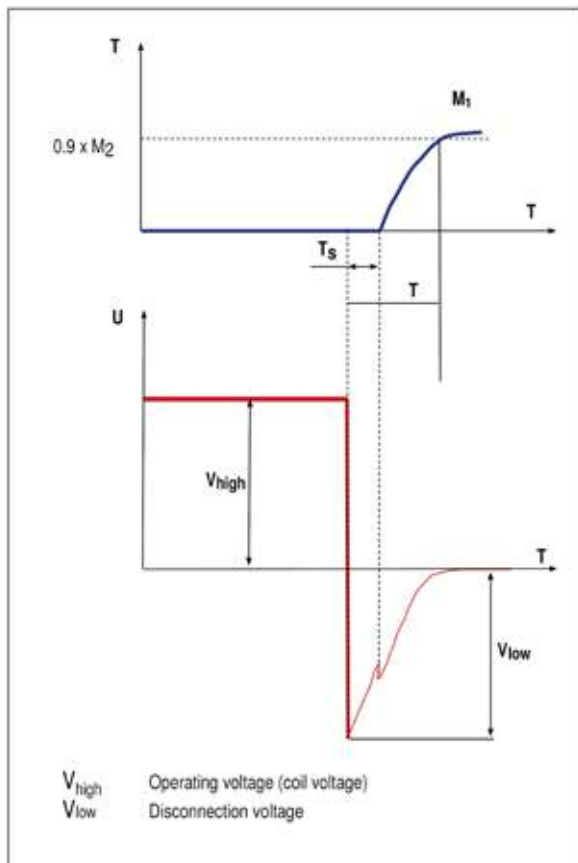 T
M1
0.9 x M2
T
Ts
T
U
Vhigh
T
Vlow
Vhigh Operating voltage (coil voltage)
Vlow Disconnection voltage